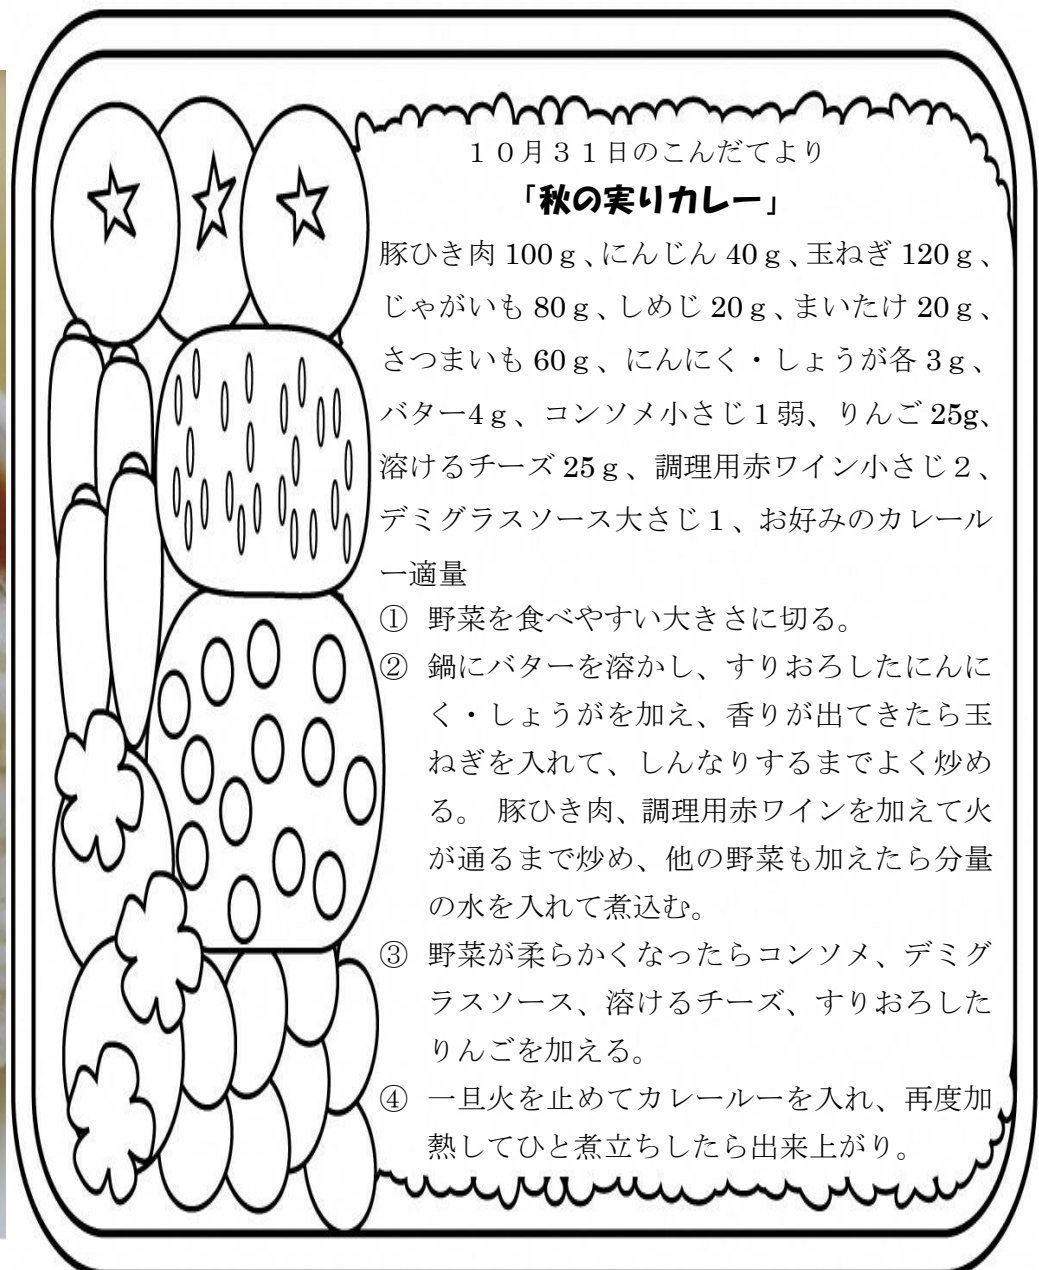 １０月３１日のこんだてより
「秋の実りカレー」
豚ひき肉 100ｇ、にんじん 40ｇ、玉ねぎ 120ｇ、
じゃがいも 80ｇ、しめじ 20ｇ、まいたけ 20ｇ、
さつまいも 60ｇ、にんにく・しょうが各 3ｇ、
バター4ｇ、コンソメ小さじ１弱、りんご 25g、
溶けるチーズ 25ｇ、調理用赤ワイン小さじ２、
デミグラスソース大さじ１、お好みのカレール
ー適量
① 野菜を食べやすい大きさに切る。
② 鍋にバターを溶かし、すりおろしたにんに
く・しょうがを加え、香りが出てきたら玉
ねぎを入れて、しんなりするまでよく炒め
る。 豚ひき肉、調理用赤ワインを加えて火
が通るまで炒め、他の野菜も加えたら分量
の水を入れて煮込む。
③ 野菜が柔らかくなったらコンソメ、デミグ
ラスソース、溶けるチーズ、すりおろした
りんごを加える。
④ 一旦火を止めてカレールーを入れ、再度加
熱してひと煮立ちしたら出来上がり。